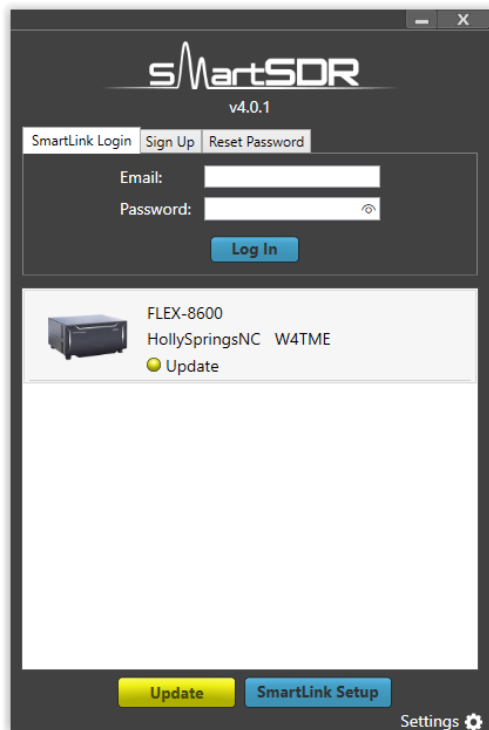 X
SmartSDR
v4.0.1
SmartLink Login Sign Up Reset Password
Email:
Password:
Log In
FLEX-8600
HollySpringsNC W4TME
Update
Update SmartLink Setup
Settings